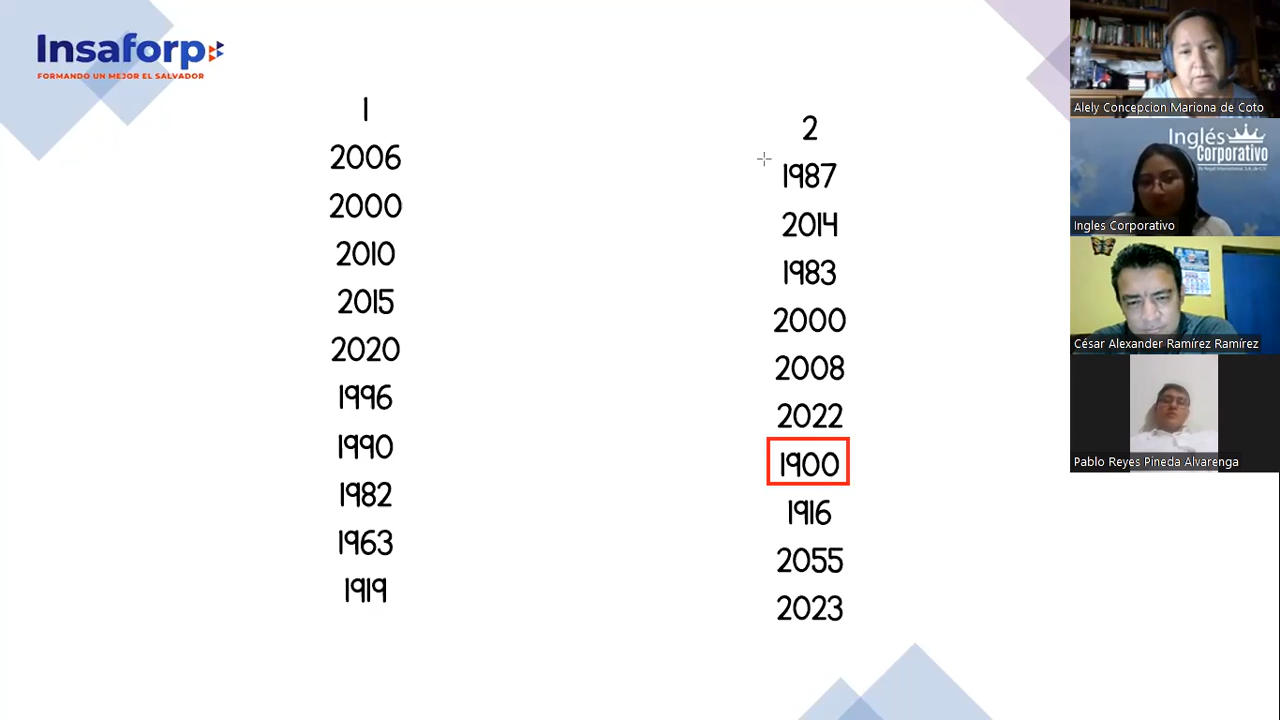 Insaforp
FORMANDO UN MEJOR EL SALVADOR
1
2006
2000
2010
2015
2020
1996
1990
1982
1963
1919
2
1987
2014
1983
2000
2008
2022
1900
1916
2055
2023
Alely Concepcion Mariona de Coto
Inglés
Corporativo
Ingles Corporativo
César Alexander Ramírez Ramírez
Pablo Reyes Pineda Alvarenga